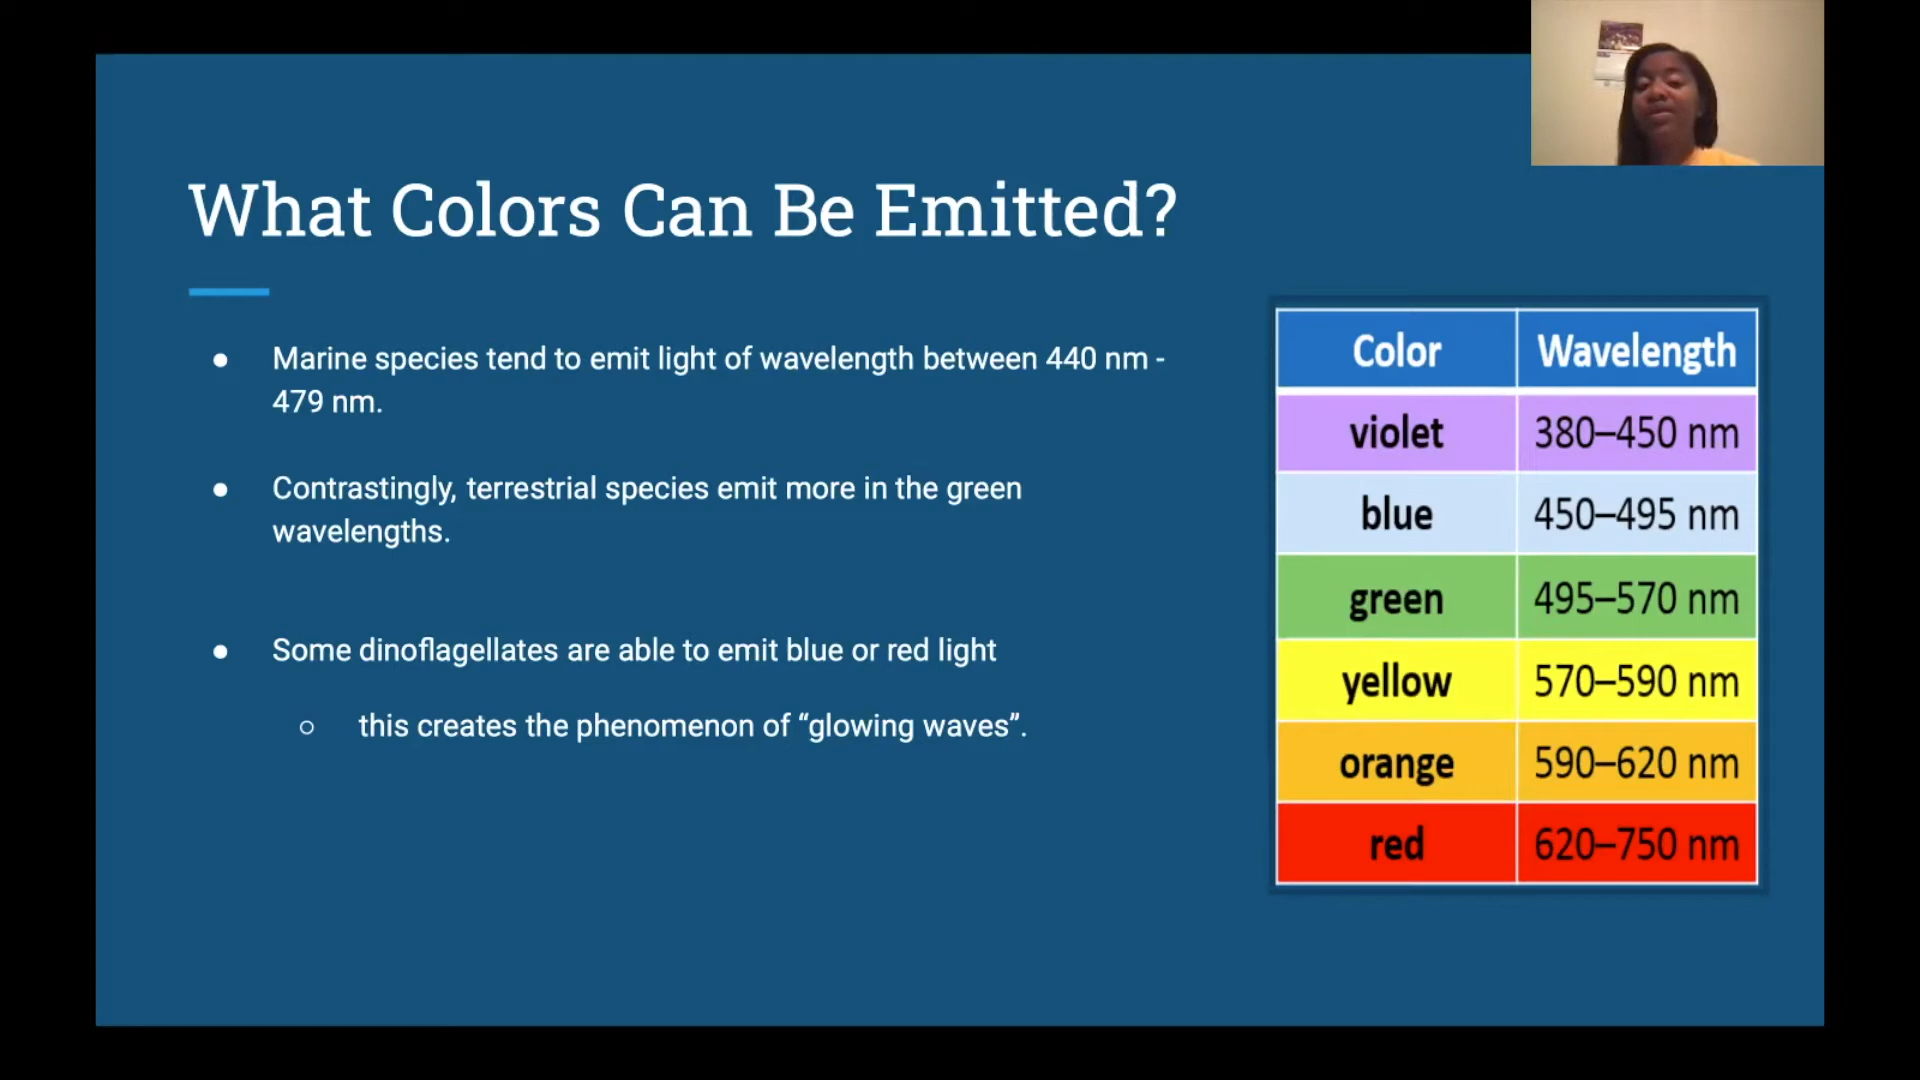 What Colors Can Be Emitted?
● Marine species tend to emit light of wavelength between 440 nm -
479 nm.
● Contrastingly, terrestrial species emit more in the green
wavelengths.
● Some dinoflagellates are able to emit blue or red light
○ this creates the phenomenon of “glowing waves”.
Color Wavelength
violet 380–450 nm
blue 450–495 nm
green 495–570 nm
yellow 570–590 nm
orange 590–620 nm
red 620–750 nm